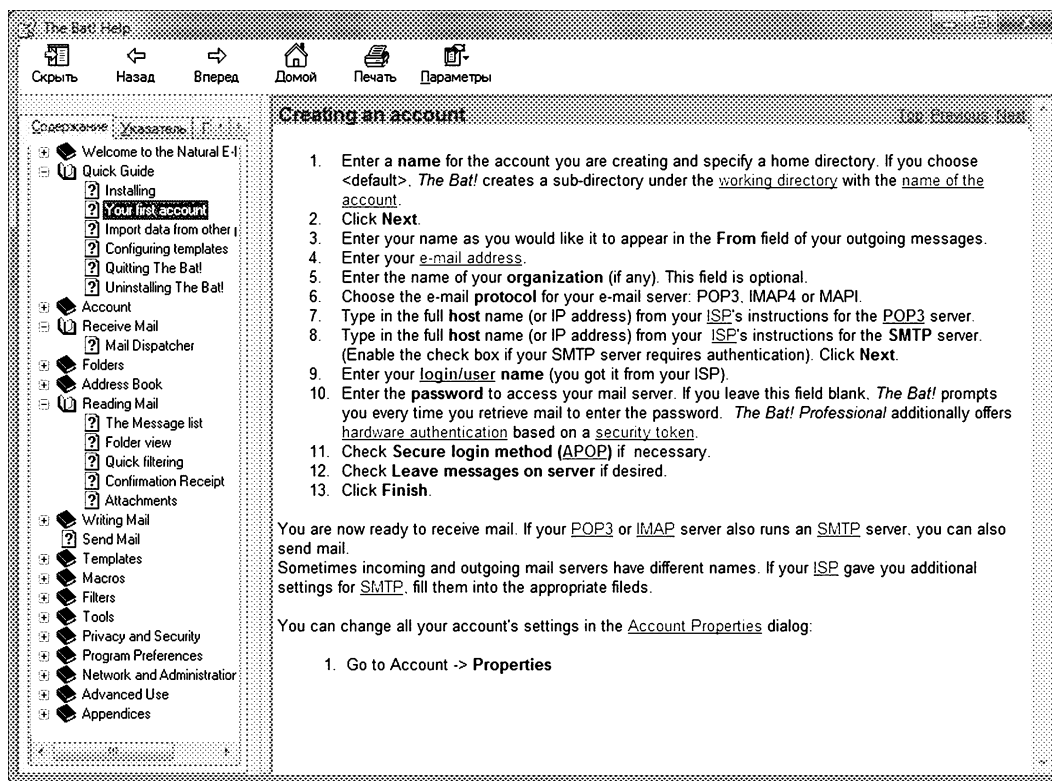 The Bat! Help
Скрыть Назад Вперед Домой Печать Параметры
Содержание Указатель
Welcome to the Natural E-
Quick Guide
Installing
Your first account
Import data from other
Configuring templates
Quitting The Bat!
Uninstalling The Bat!
Account
Receive Mail
Mail Dispatcher
Folders
Address Book
Reading Mail
The Message list
Folder view
Quick filtering
Confirmation Receipt
Attachments
Writing Mail
Send Mail
Templates
Macros
Filters
Tools
Privacy and Security
Program Preferences
Network and Administration
Advanced Use
Appendices
Creating an account
Top Previous Next
1. Enter a name for the account you are creating and specify a home directory. If you choose
<default>, The Bat! creates a sub-directory under the working directory with the name of the
account.
2. Click Next.
3. Enter your name as you would like it to appear in the From field of your outgoing messages.
4. Enter your e-mail address.
5. Enter the name of your organization (if any). This field is optional.
6. Choose the e-mail protocol for your e-mail server: POP3, IMAP4 or MAPI.
7. Type in the full host name (or IP address) from your ISP's instructions for the POP3 server.
8. Type in the full host name (or IP address) from your ISP's instructions for the SMTP server.
(Enable the check box if your SMTP server requires authentication). Click Next.
9. Enter your login/user name (you got it from your ISP).
10. Enter the password to access your mail server. If you leave this field blank, The Bat! prompts
you every time you retrieve mail to enter the password. The Bat! Professional additionally offers
hardware authentication based on a security token.
11. Check Secure login method (APOP) if necessary.
12. Check Leave messages on server if desired.
13. Click Finish.
You are now ready to receive mail. If your POP3 or IMAP server also runs an SMTP server, you can also
send mail.
Sometimes incoming and outgoing mail servers have different names. If your ISP gave you additional
settings for SMTP, fill them into the appropriate fileds.
You can change all your account's settings in the Account Properties dialog:
1. Go to Account -> Properties